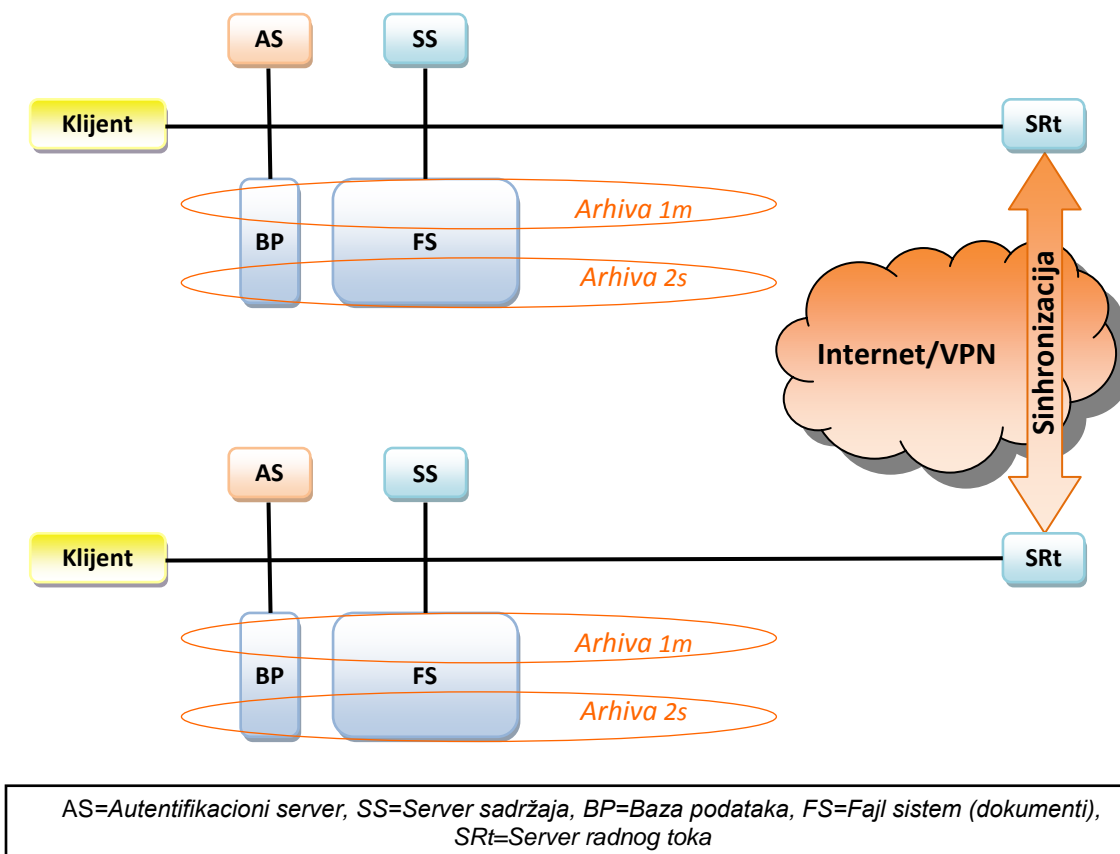 AS
SS
Klijent
SRt
Arhiva 1m
BP
FS
Arhiva 2s
Internet/VPN
Sinhronizacija
AS
SS
Klijent
SRt
Arhiva 1m
BP
FS
Arhiva 2s
AS=Autentifikacioni server, SS=Server sadržaja, BP=Baza podataka, FS=Fajl sistem (dokumenti),
SRt=Server radnog toka